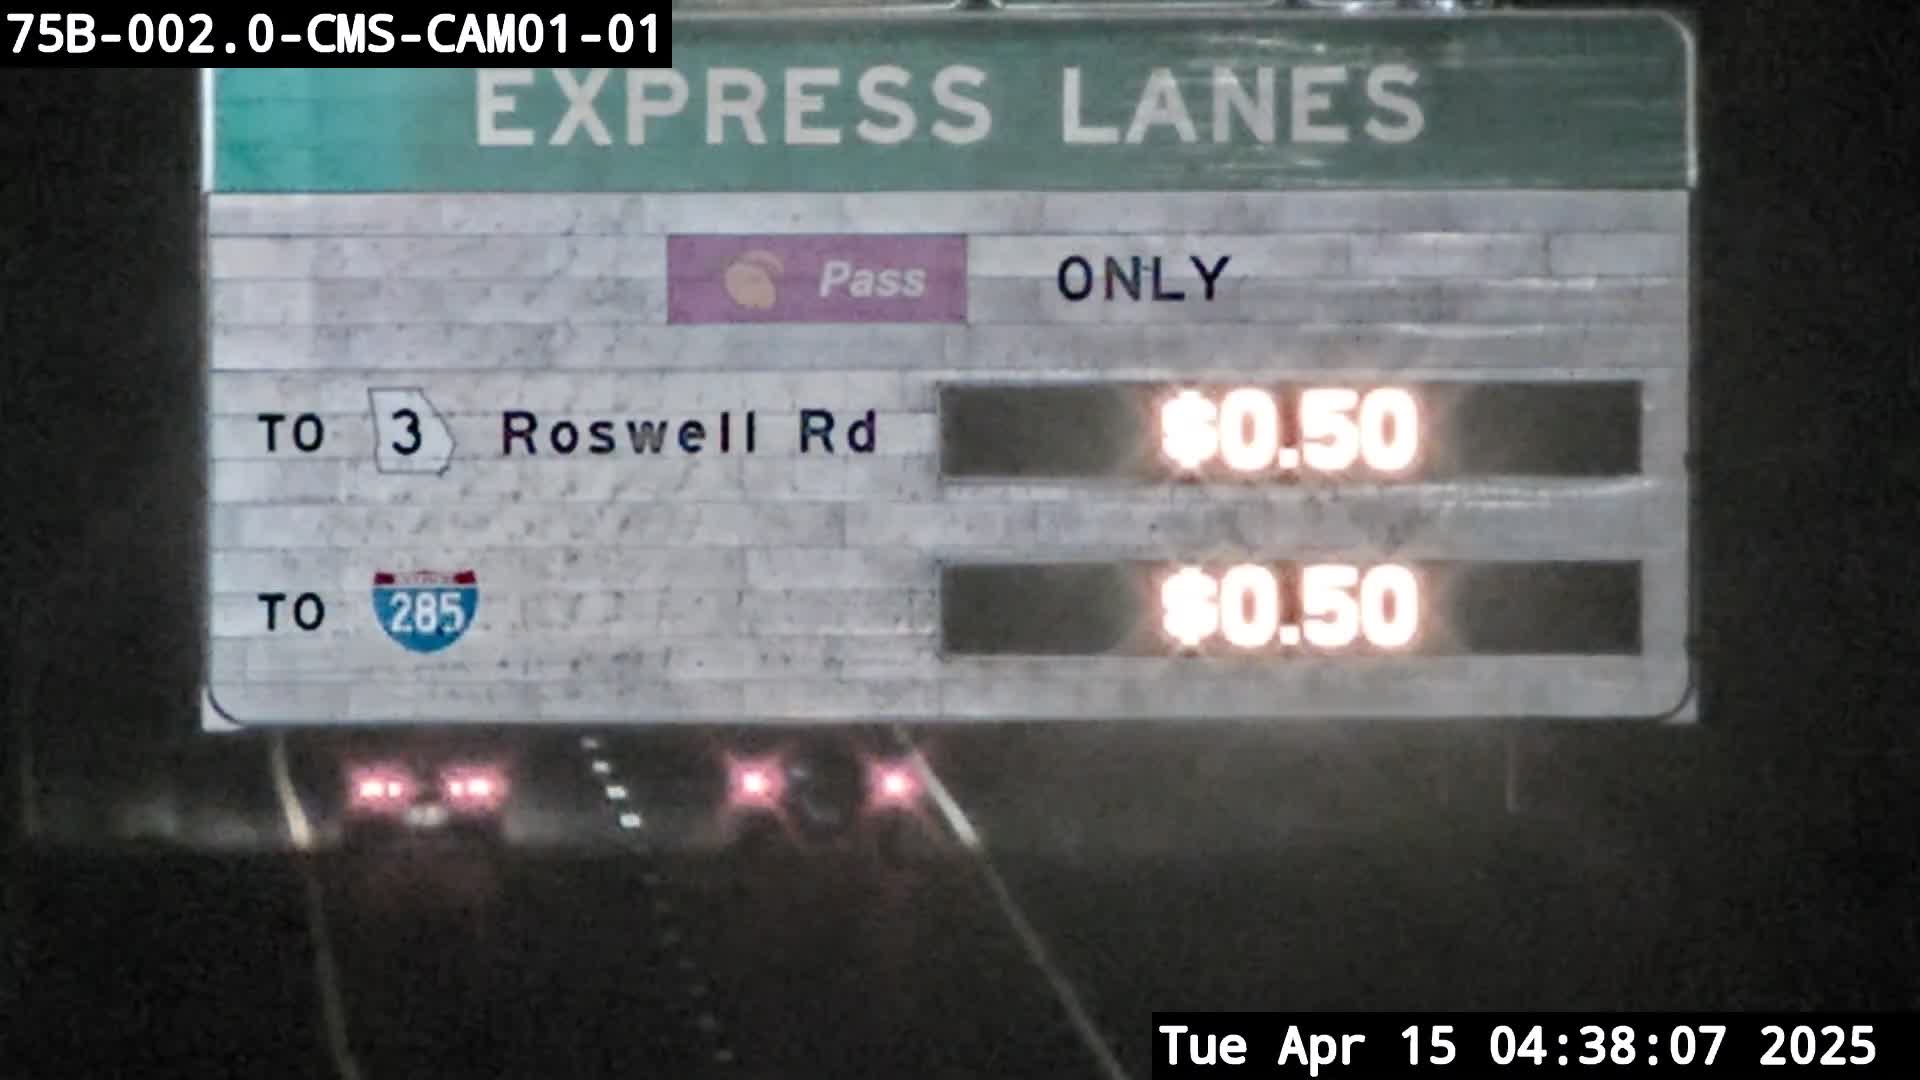 75B-002.0-CMS-CAM01-01
EXPRESS LANES
Pass ONLY
TO 3 Roswell Rd $0.50
TO 285 $0.50
Tue Apr 15 04:38:07 2025